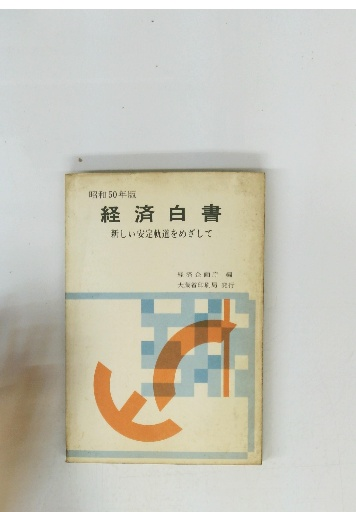 昭和50年版
経済白書
新しい安定軌道をめざして
経済企画庁 編
大蔵省印刷局 発行